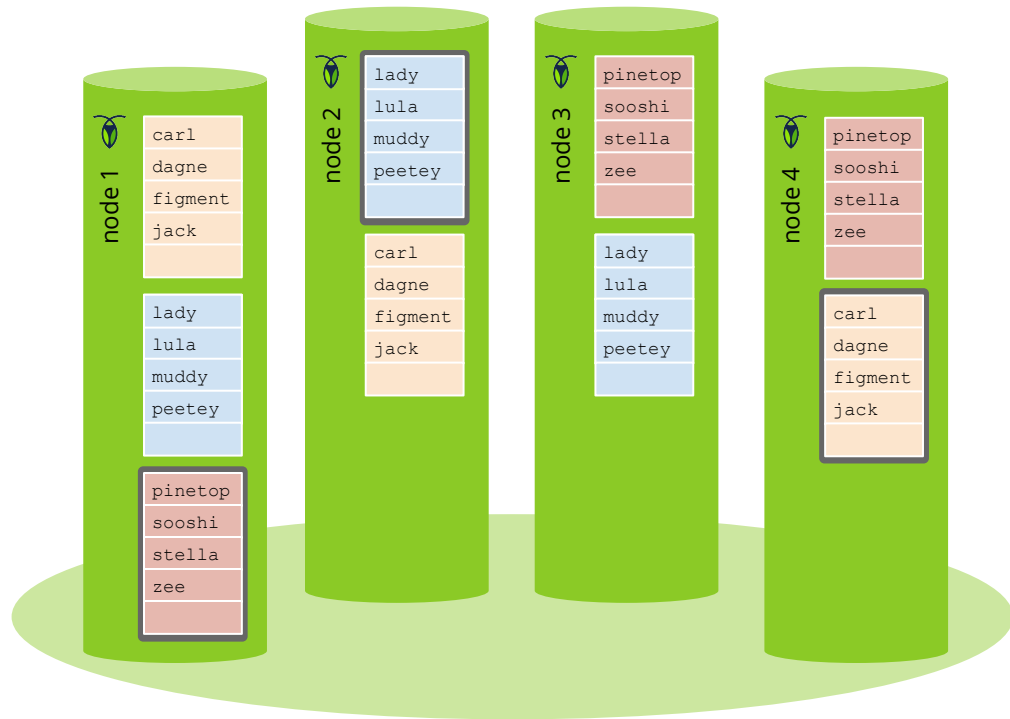 node 1
carl
dagne
figment
jack
lady
lula
muddy
peetey
pinetop
sooshi
stella
zee
node 2
lady
lula
muddy
peetey
carl
dagne
figment
jack
node 3
pinetop
sooshi
stella
zee
lady
lula
muddy
peetey
node 4
pinetop
sooshi
stella
zee
carl
dagne
figment
jack